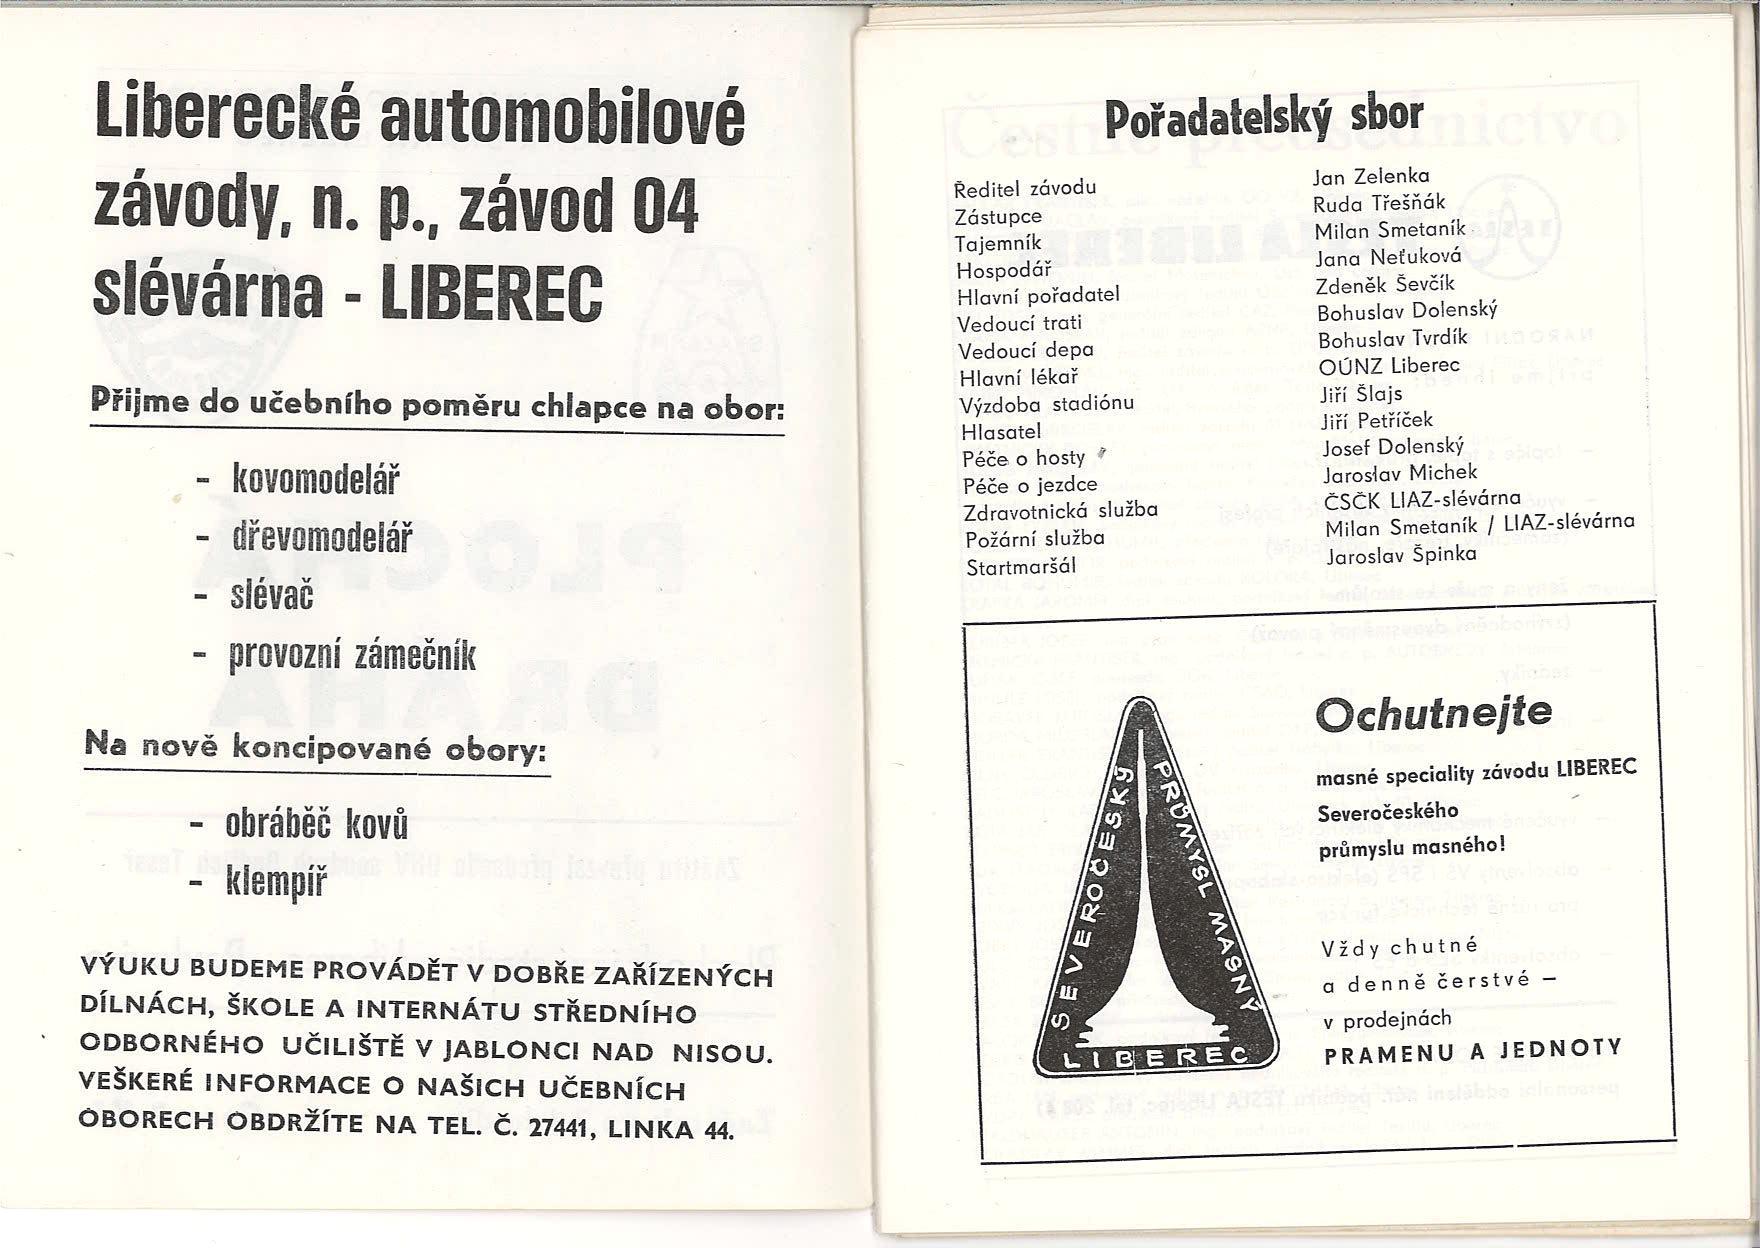 Liberecké automobilové
závody, n. p., závod 04
slévárna - LIBEREC
Přijme do učebního poměru chlapce na obor:
- kovomodelář
- dřevomodelář
- slévač
- provozní zámečník
Na nově koncipované obory:
- obráběč kovů
- klempíř
VÝUKU BUDEME PROVÁDĚT V DOBŘE ZAŘÍZENÝCH
DÍLNÁCH, ŠKOLE A INTERNÁTU STŘEDNÍHO
ODBORNÉHO UČILIŠTĚ V JABLONCI NAD NISOU.
VEŠKERÉ INFORMACE O NAŠICH UČEBNÍCH
OBORECH OBDRŽÍTE NA TEL. Č. 27441, LINKA 44.
Pořadatelský sbor
Ředitel závodu Jan Zelenka
Zástupce Ruda Třešňák
Tajemník Milan Smetaník
Hospodář Jana Neťuková
Hlavní pořadatel Zdeněk Ševčík
Vedoucí trati Bohuslav Dolenský
Vedoucí depa Bohuslav Tvrdík
Hlavní lékař OÚNZ Liberec
Výzdoba stadiónu Jiří Šlajs
Hlasatel Jiří Petříček
Péče o hosty Josef Dolenský
Péče o jezdce Jaroslav Michek
Zdravotnická služba ČSČK LIAZ-slévárna
Požární služba Milan Smetaník / LIAZ-slévárna
Startmaršál Jaroslav Špinka
SEVEROČESKÝ PRŮMYSL MASNÝ
LIBEREC
Ochutnejte
masné speciality závodu LIBEREC
Severočeského
průmyslu masného!
Vždy chutné
a denně čerstvé –
v prodejnách
PRAMENU A JEDNOTY